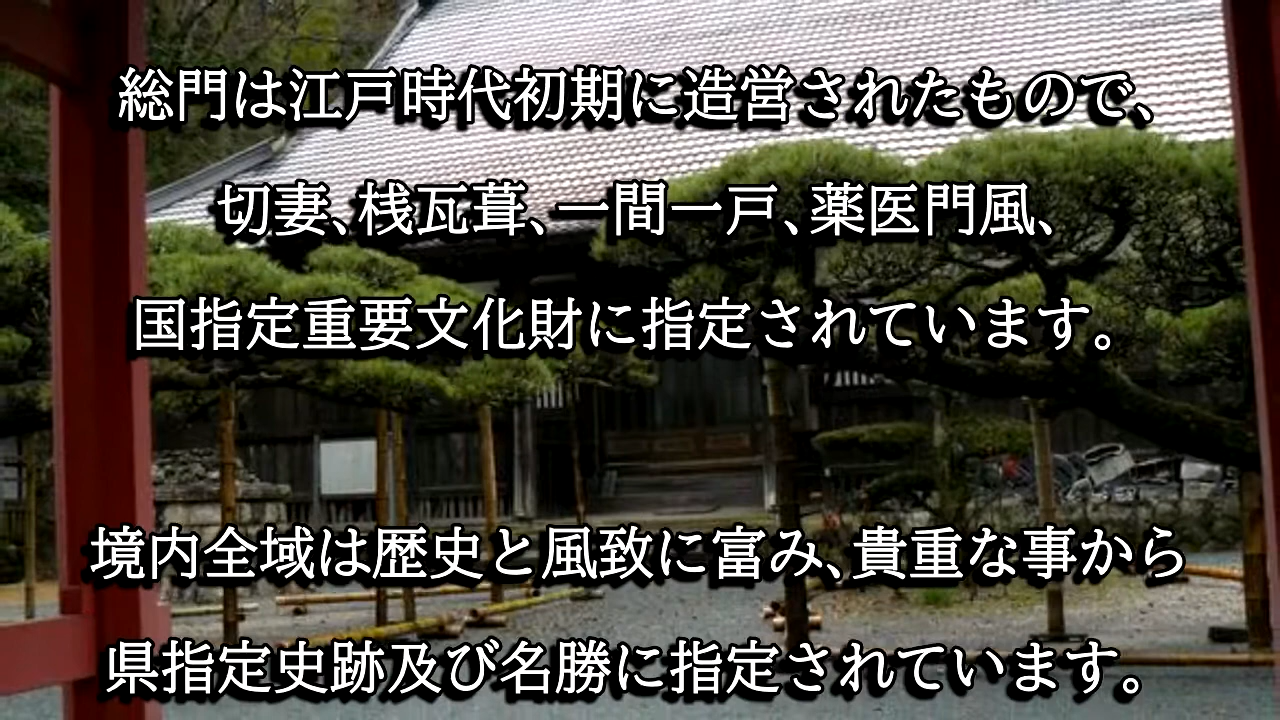 総門は江戸時代初期に造営されたもので、
切妻、桟瓦葺、一間一戸、薬医門風、
国指定重要文化財に指定されています。
境内全域は歴史と風致に富み、貴重な事から
県指定史跡及び名勝に指定されています。